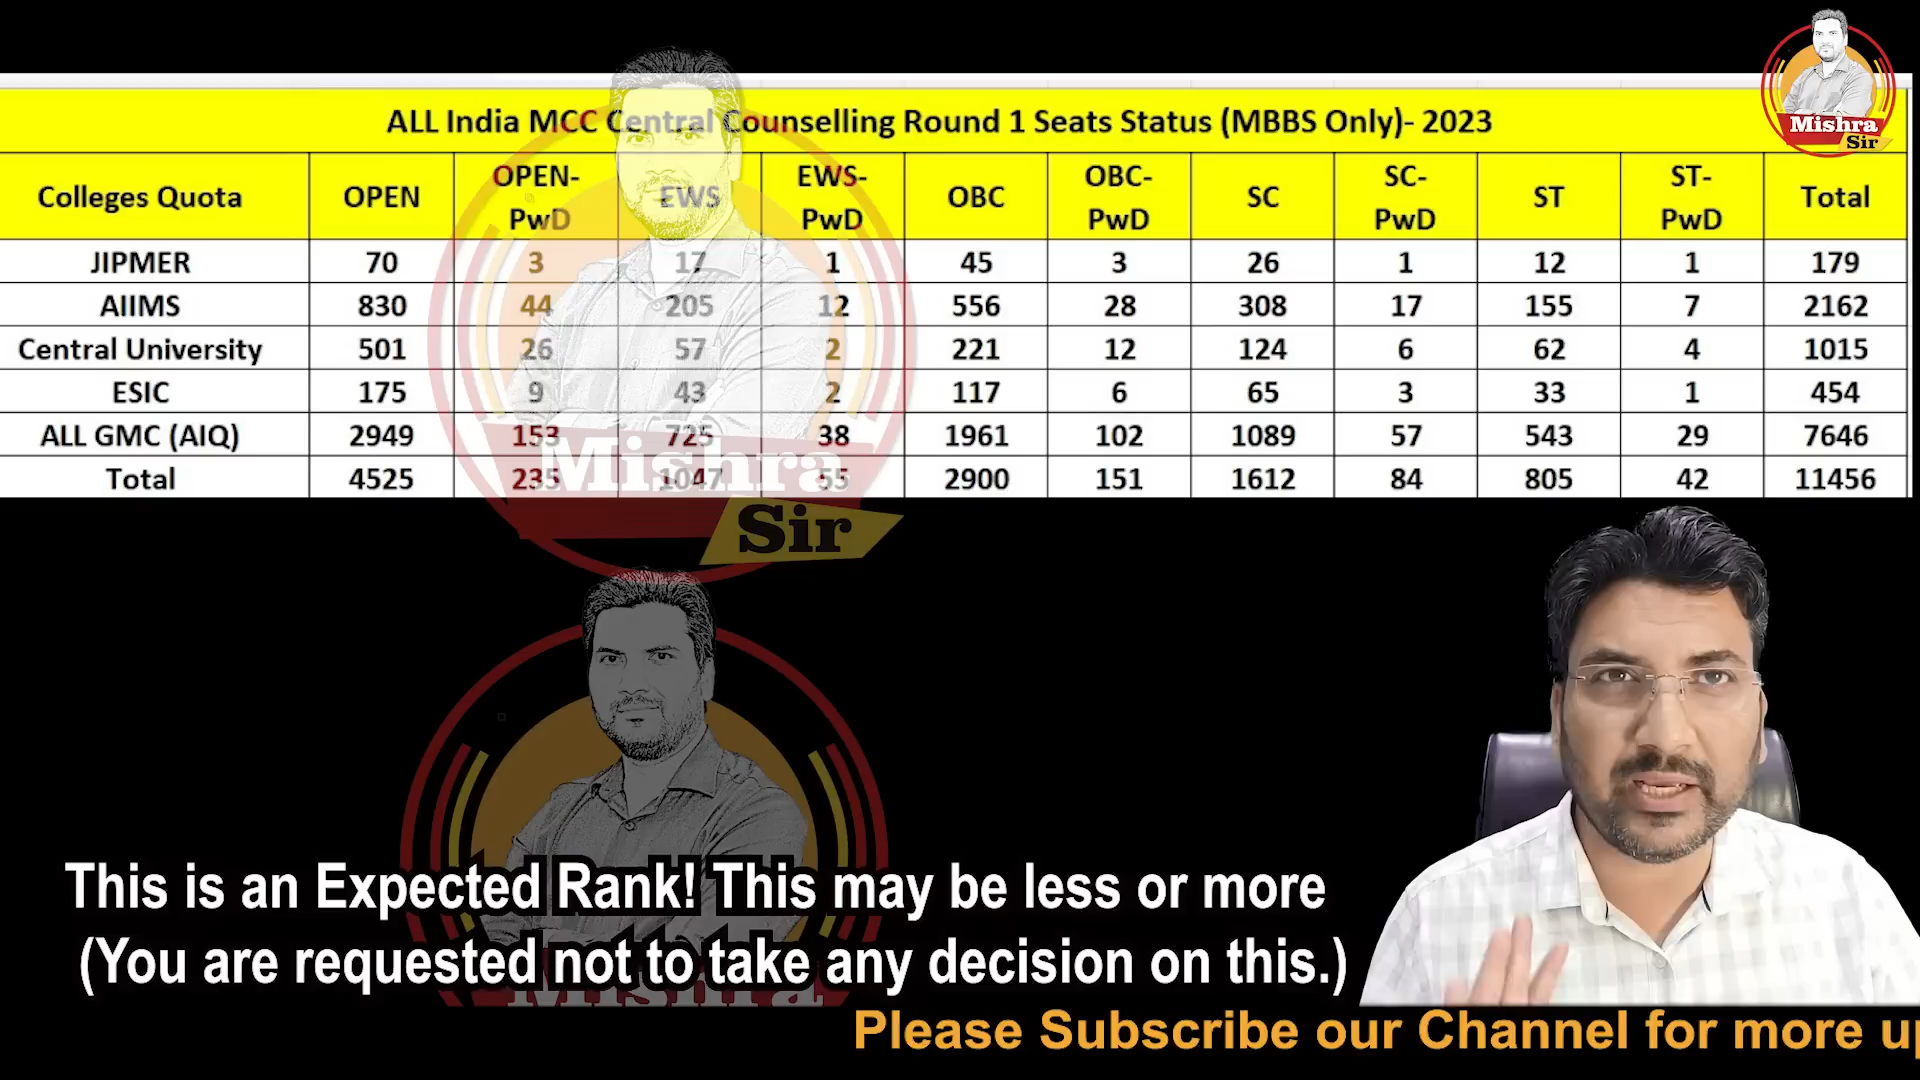 Mishra
Sir
ALL India MCC Central Counselling Round 1 Seats Status (MBBS Only)- 2023
Colleges Quota OPEN OPEN-PwD EWS EWS-PwD OBC OBC-PwD SC SC-PwD ST ST-PwD Total
JIPMER 70 3 17 1 45 3 26 1 12 1 179
AIIMS 830 44 205 12 556 28 308 17 155 7 2162
Central University 501 26 57 2 221 12 124 6 62 4 1015
ESIC 175 9 43 2 117 6 65 3 33 1 454
ALL GMC (AIQ) 2949 153 725 38 1961 102 1089 57 543 29 7646
Total 4525 235 1047 55 2900 151 1612 84 805 42 11456
Mishra
Sir
This is an Expected Rank! This may be less or more
(You are requested not to take any decision on this.)
Mishra
Please Subscribe our Channel for more up